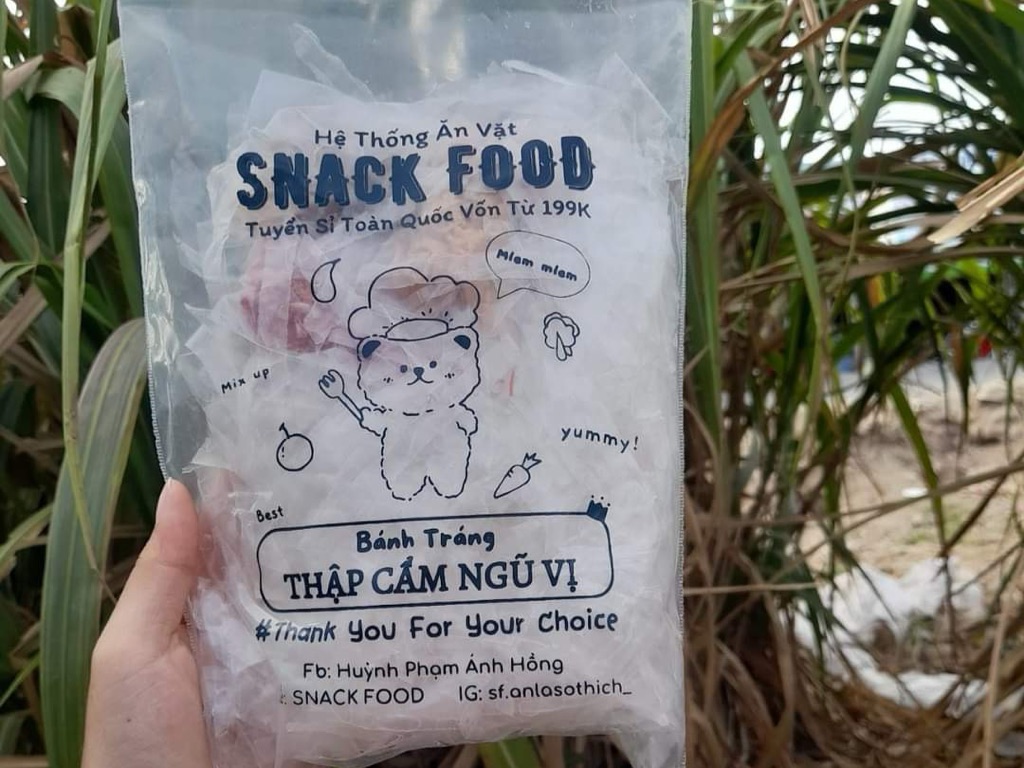 Hệ Thống Ăn Vặt
SNACK FOOD
Tuyển Sỉ Toàn Quốc Vốn Từ 199K
Mlem mlem
Mix up
yummy!
Best
Bánh Tráng
THẬP CẨM NGŨ VỊ
#Thank You For Your Choice
Fb: Huỳnh Phạm Ánh Hồng
: SNACK FOOD IG: sf.anlasothich_